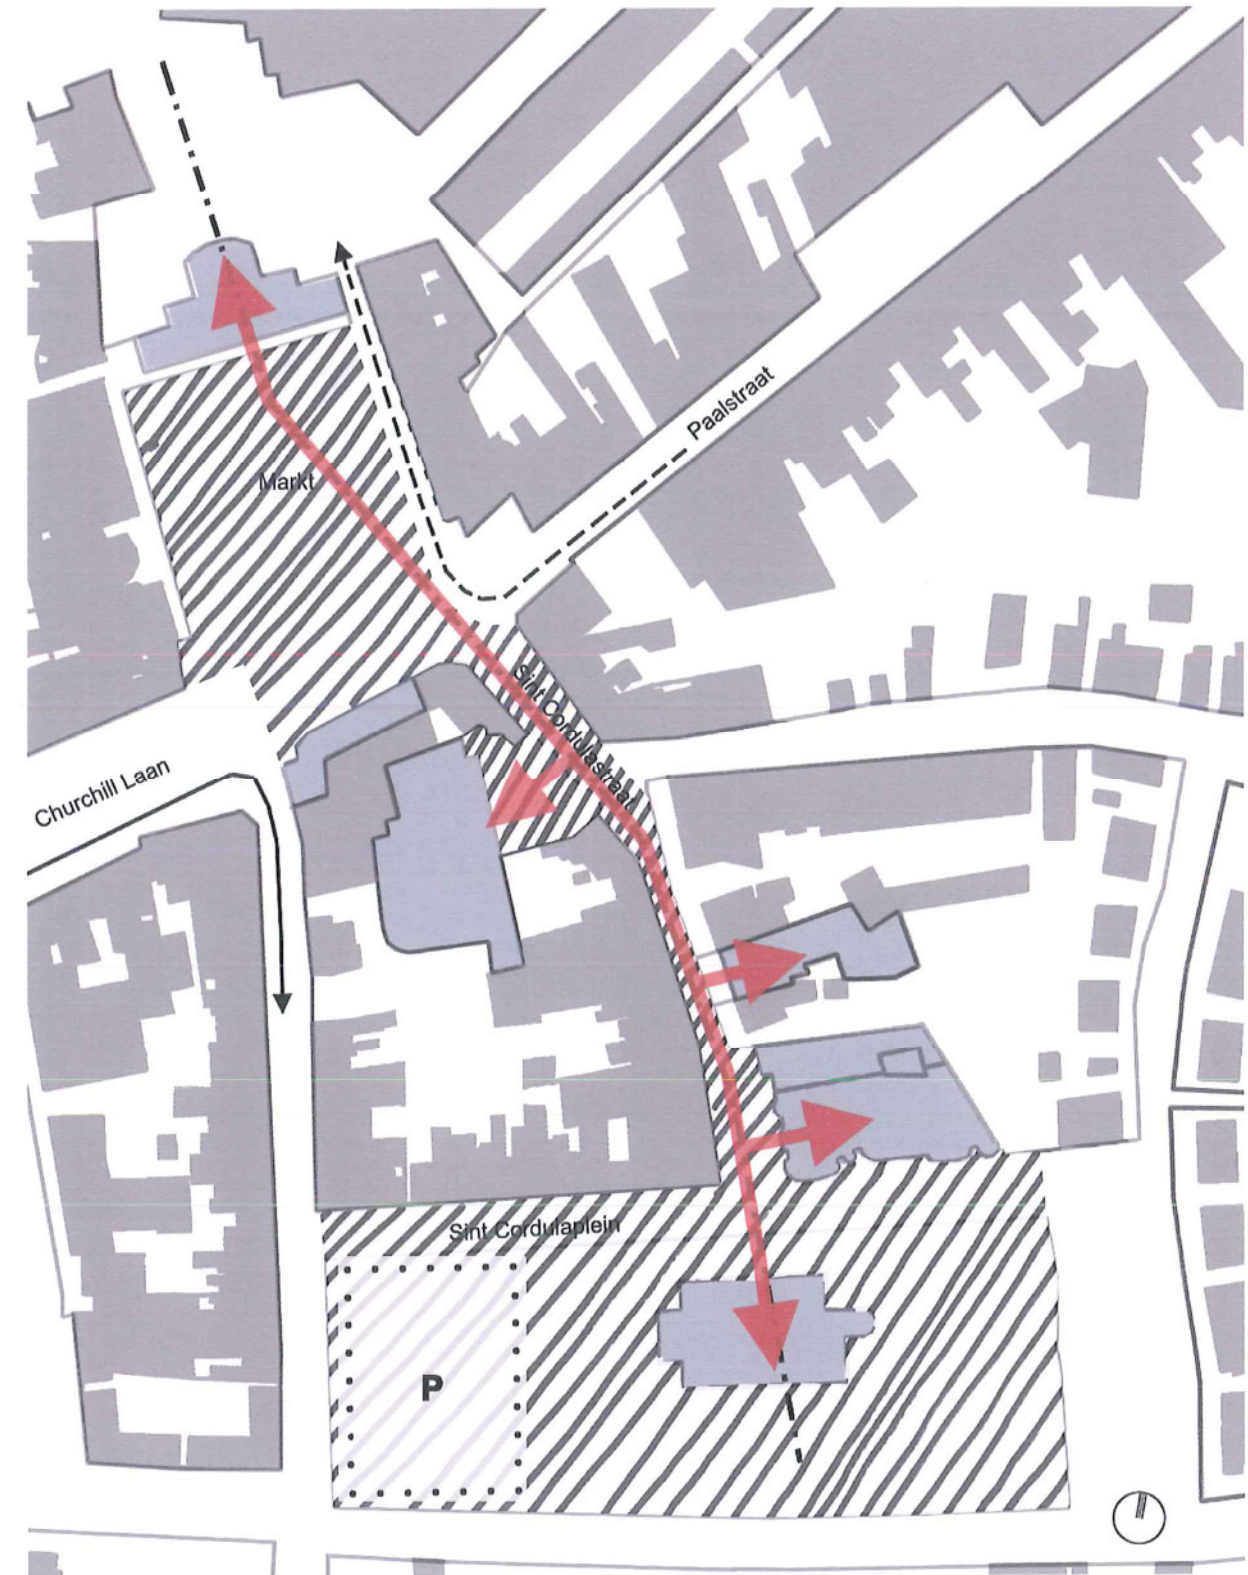 Paalstraat
Markt
Sint Cordulastraat
Churchill Laan
Sint Cordulaplein
P